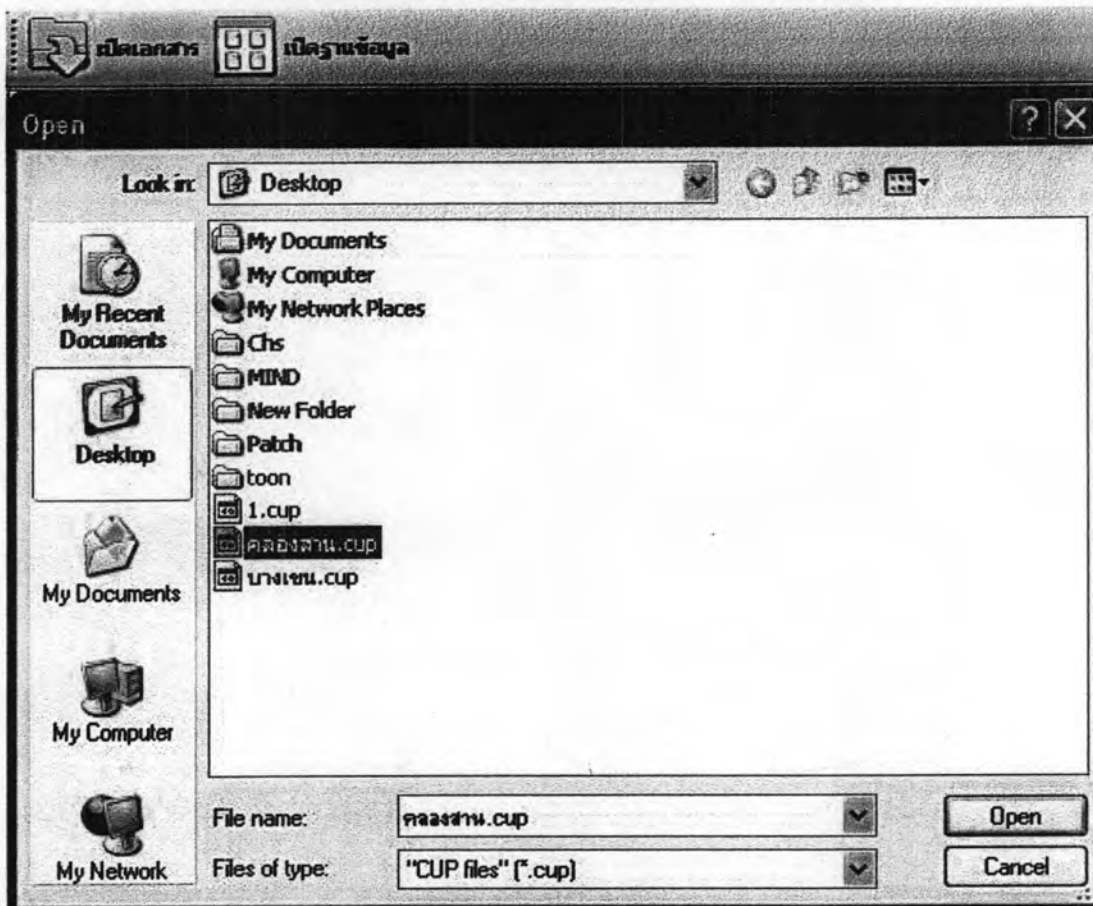 เปิดเอกสาร เปิดฐานข้อมูล
Open
Look in: Desktop
My Recent
Documents
Desktop
My Documents
My Computer
My Network
My Documents
My Computer
My Network Places
Chs
MIND
New Folder
Patch
toon
1.cup
คลองสาน.cup
บางเขน.cup
File name: คลองสาน.cup
Open
Files of type: "CUP files" (*.cup)
Cancel